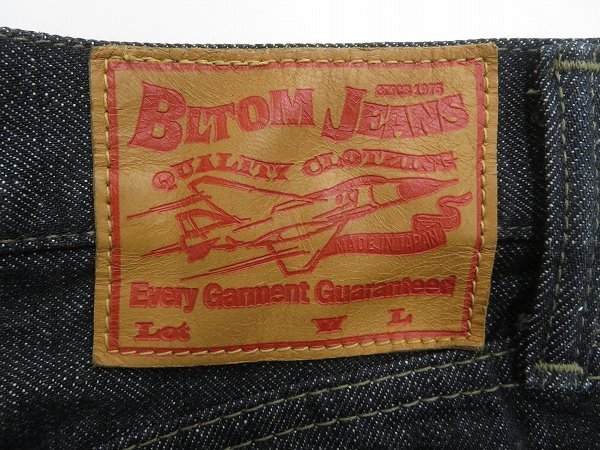 BLTOM JEANS
SINCE 1975
QUALITY CLOTHING
MADE IN JAPAN
Every Garment Guaranteed
Lot W L